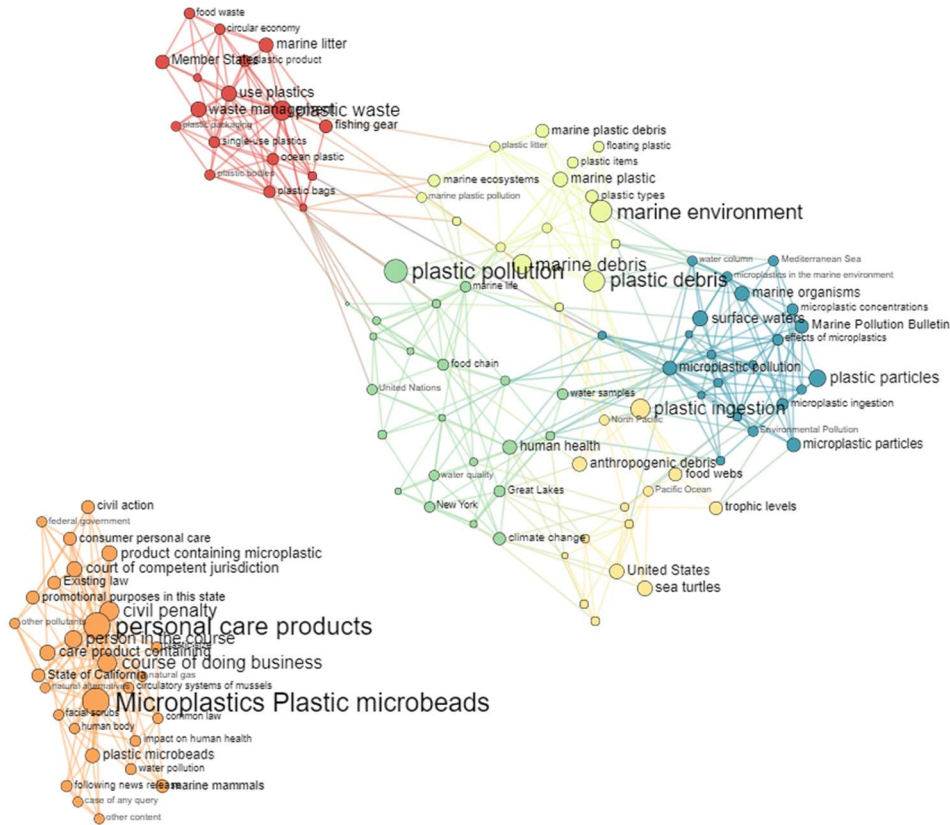 food waste
circular economy
marine litter
Member States
plastic product
use plastics
waste management
plastic waste
plastic packaging
fishing gear
single-use plastics
ocean plastic
plastic bottles
plastic bags
marine plastic debris
plastic litter
floating plastic
plastic items
marine ecosystems
marine plastic
marine plastic pollution
plastic types
marine environment
plastic pollution
marine debris
plastic debris
marine life
water column
Mediterranean Sea
microplastics in the marine environment
marine organisms
microplastic concentrations
surface waters
Marine Pollution Bulletin
effects of microplastics
food chain
microplastic pollution
plastic particles
United Nations
water samples
microplastic ingestion
plastic ingestion
North Pacific
Environmental Pollution
microplastic particles
human health
anthropogenic debris
food webs
water quality
Great Lakes
Pacific Ocean
New York
trophic levels
climate change
United States
sea turtles
civil action
federal government
consumer personal care
product containing microplastic
court of competent jurisdiction
Existing law
promotional purposes in this state
civil penalty
other pollutants
personal care products
person in the course
care product containing
course of doing business
State of California
natural gas
natural alternatives
circulatory systems of mussels
Microplastics Plastic microbeads
facial scrubs
common law
human body
impact on human health
plastic microbeads
water pollution
following news release
marine mammals
case of any query
other content